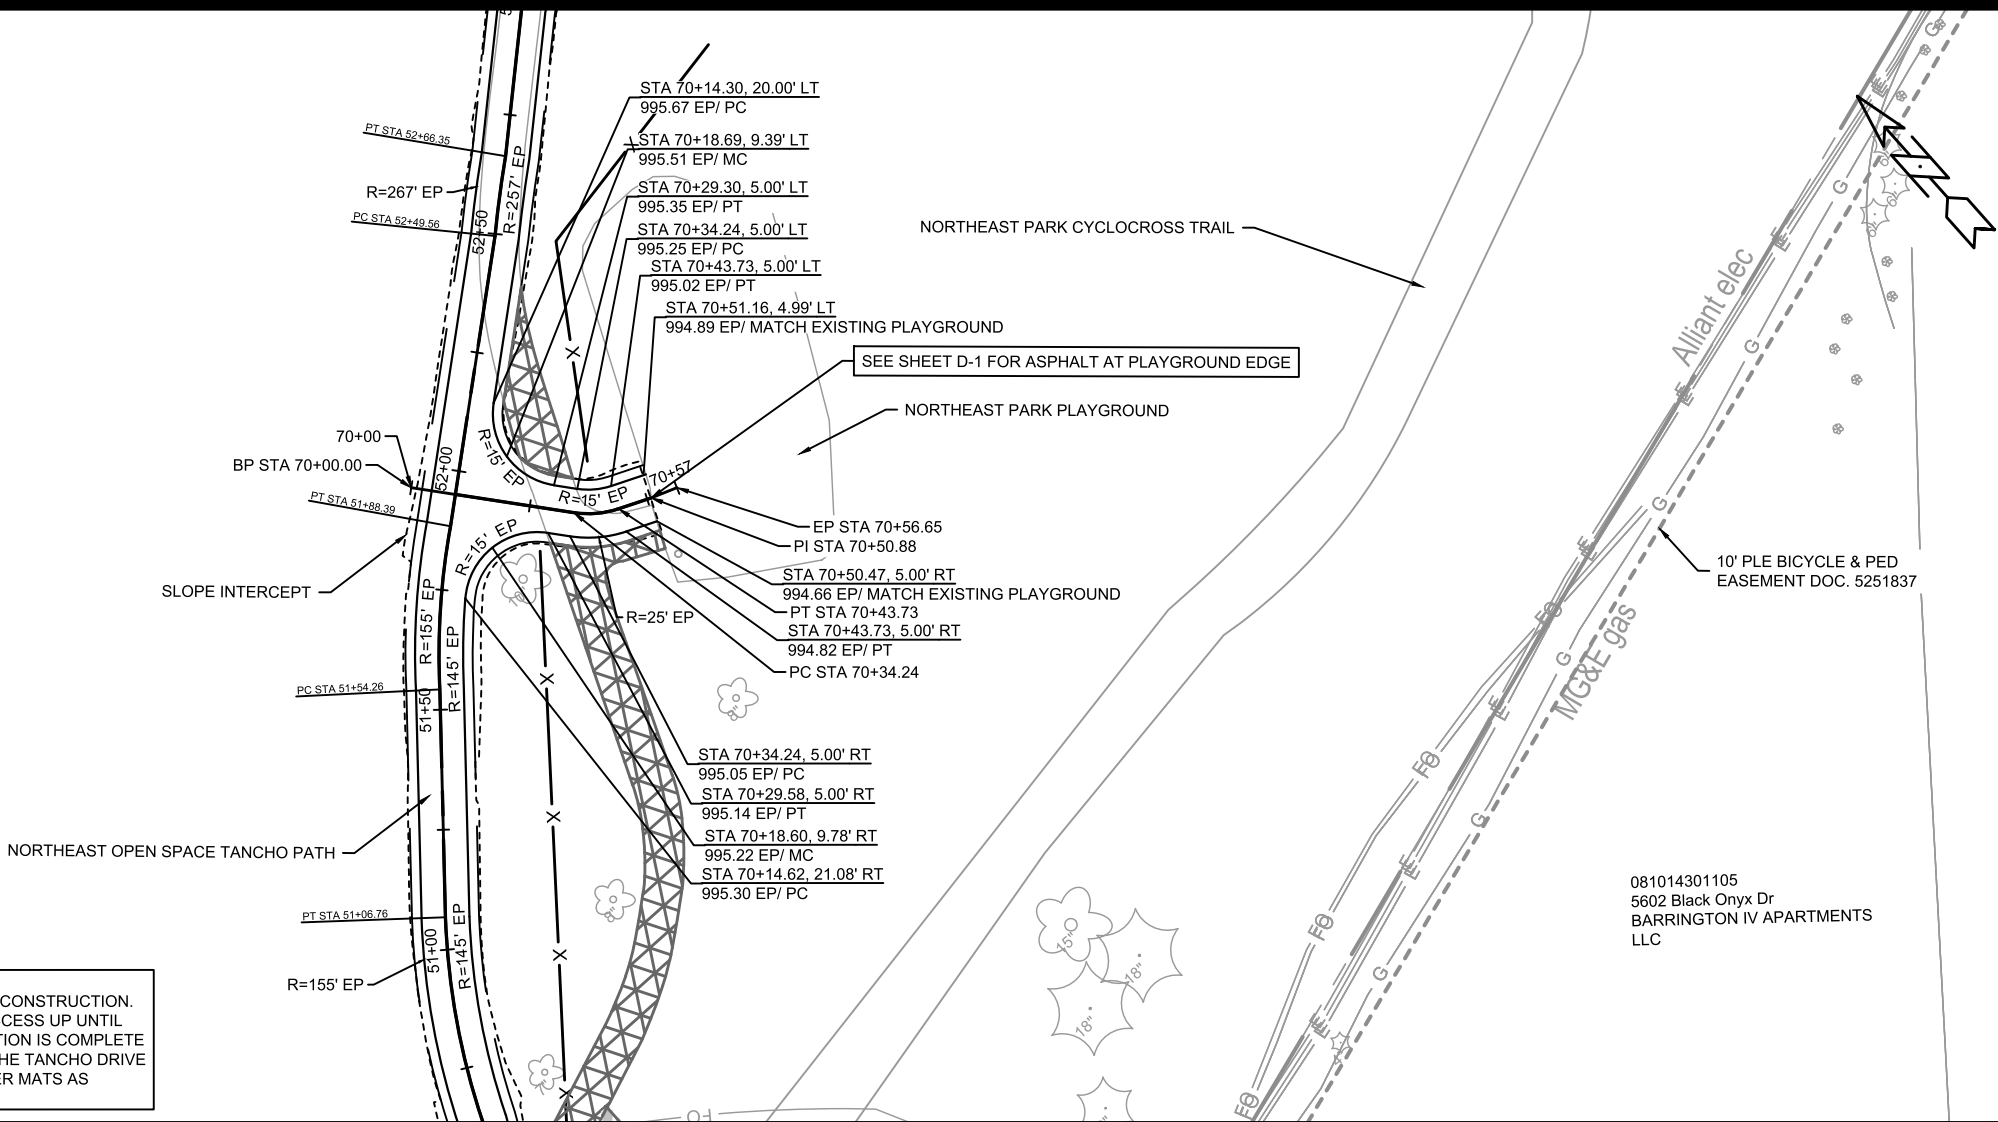 STA 70+14.30, 20.00' LT
995.67 EP/ PC
STA 70+18.69, 9.39' LT
995.51 EP/ MC
STA 70+29.30, 5.00' LT
995.35 EP/ PT
STA 70+34.24, 5.00' LT
995.25 EP/ PC
STA 70+43.73, 5.00' LT
995.02 EP/ PT
STA 70+51.16, 4.99' LT
994.89 EP/ MATCH EXISTING PLAYGROUND
SEE SHEET D-1 FOR ASPHALT AT PLAYGROUND EDGE
NORTHEAST PARK PLAYGROUND
NORTHEAST PARK CYCLOCROSS TRAIL
PT STA 52+66.35
R=267' EP
R=257' EP
PC STA 52+49.56
52+50
70+00
BP STA 70+00.00
52+00
PT STA 51+88.39
R=15' EP
R=15' EP
R=15' EP
70+57
EP STA 70+56.65
PI STA 70+50.88
STA 70+50.47, 5.00' RT
994.66 EP/ MATCH EXISTING PLAYGROUND
PT STA 70+43.73
STA 70+43.73, 5.00' RT
994.82 EP/ PT
PC STA 70+34.24
R=25' EP
SLOPE INTERCEPT
R=155' EP
R=145' EP
PC STA 51+54.26
51+50
STA 70+34.24, 5.00' RT
995.05 EP/ PC
STA 70+29.58, 5.00' RT
995.14 EP/ PT
STA 70+18.60, 9.78' RT
995.22 EP/ MC
STA 70+14.62, 21.08' RT
995.30 EP/ PC
NORTHEAST OPEN SPACE TANCHO PATH
PT STA 51+06.76
51+00
R=145' EP
R=155' EP
CONSTRUCTION.
CESS UP UNTIL
TION IS COMPLETE
HE TANCHO DRIVE
ER MATS AS
X
X
X
X
X
8"
8"
7"
15"
18"
18"
Alliant elec
MG&E gas
E
E
E
E
E
G
G
G
G
G
G
G
FO
FO
FO
FO
FO
10' PLE BICYCLE & PED
EASEMENT DOC. 5251837
081014301105
5602 Black Onyx Dr
BARRINGTON IV APARTMENTS
LLC